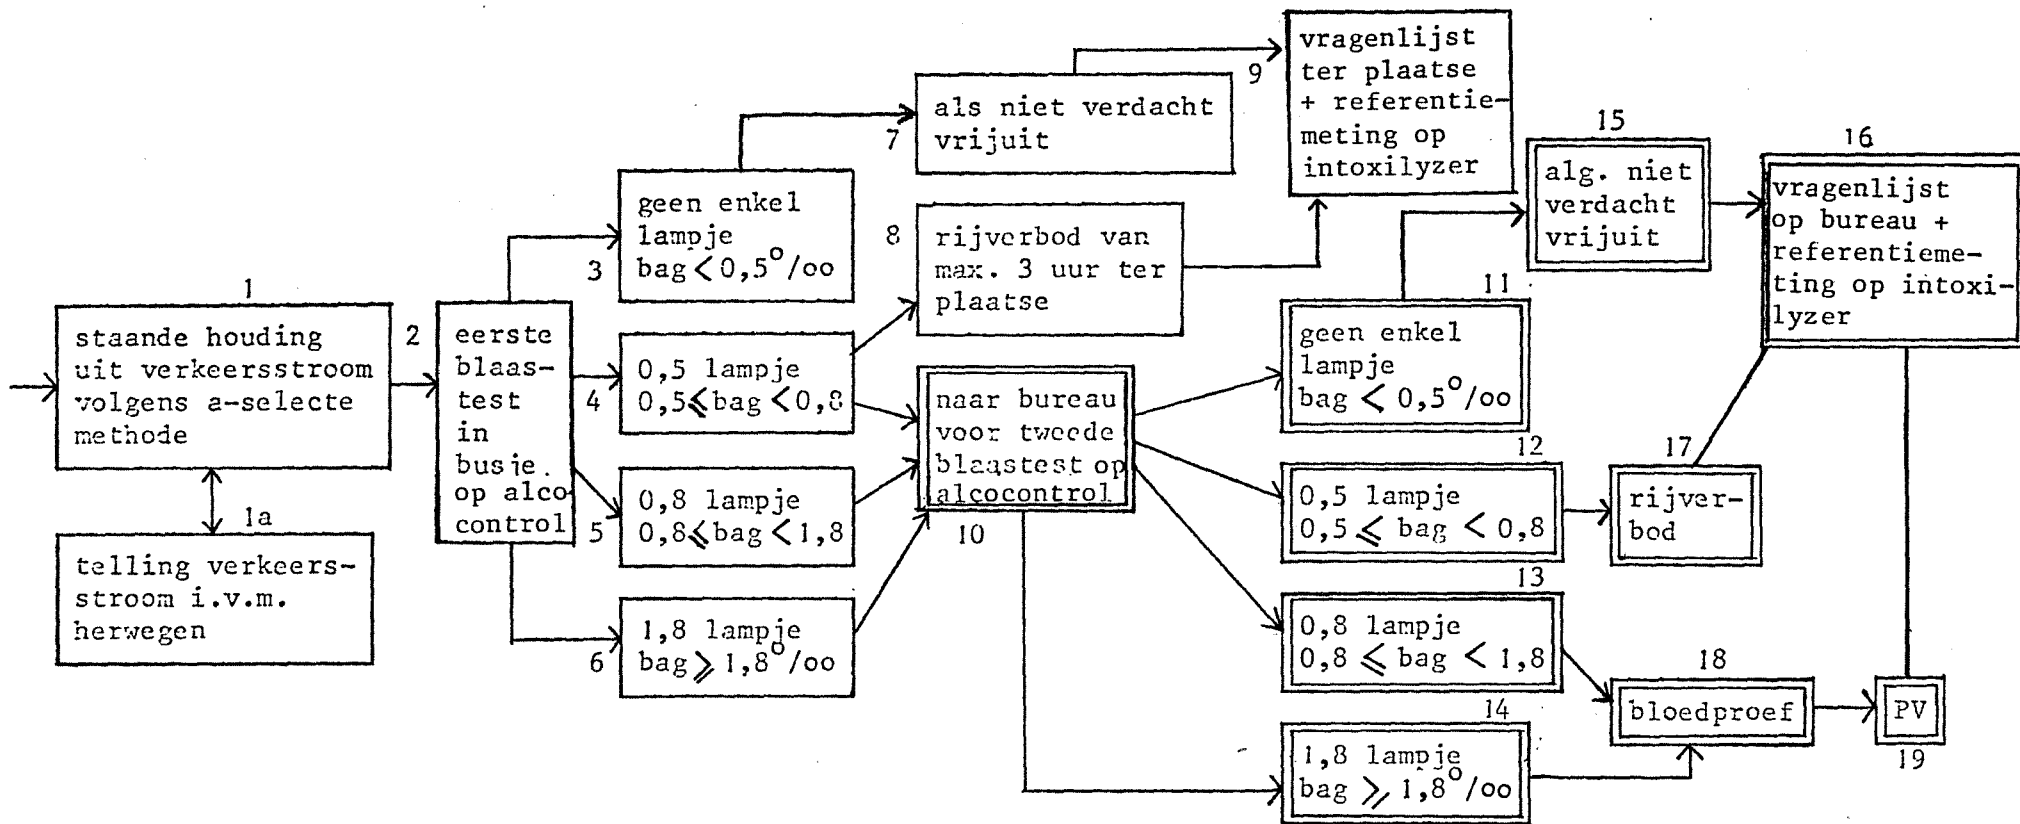 1
staande houding
uit verkeersstroom
volgens a-selecte
methode
1a
telling verkeers-
stroom i.v.m.
herwegen
2
eerste
blaas-
test
in
busje.
op alco
control
3
geen enkel
lampje
bag < 0,5°/oo
4
0,5 lampje
0,5 ⩽ bag < 0,8
5
0,8 lampje
0,8 ⩽ bag < 1,8
6
1,8 lampje
bag ⩾ 1,8°/oo
7
als niet verdacht
vrijuit
8
rijverbod van
max. 3 uur ter
plaatse
9
vragenlijst
ter plaatse
+ referentie-
meting op
intoxilyzer
10
naar bureau
voor tweede
blaastest op
alcocontrol
11
geen enkel
lampje
bag < 0,5°/oo
12
0,5 lampje
0,5 ⩽ bag < 0,8
13
0,8 lampje
0,8 ⩽ bag < 1,8
14
1,8 lampje
bag ⩾ 1,8°/oo
15
alg. niet
verdacht
vrijuit
16
vragenlijst
op bureau +
referentieme-
ting op intoxi-
lyzer
17
rijver-
bod
18
bloedproef
19
PV